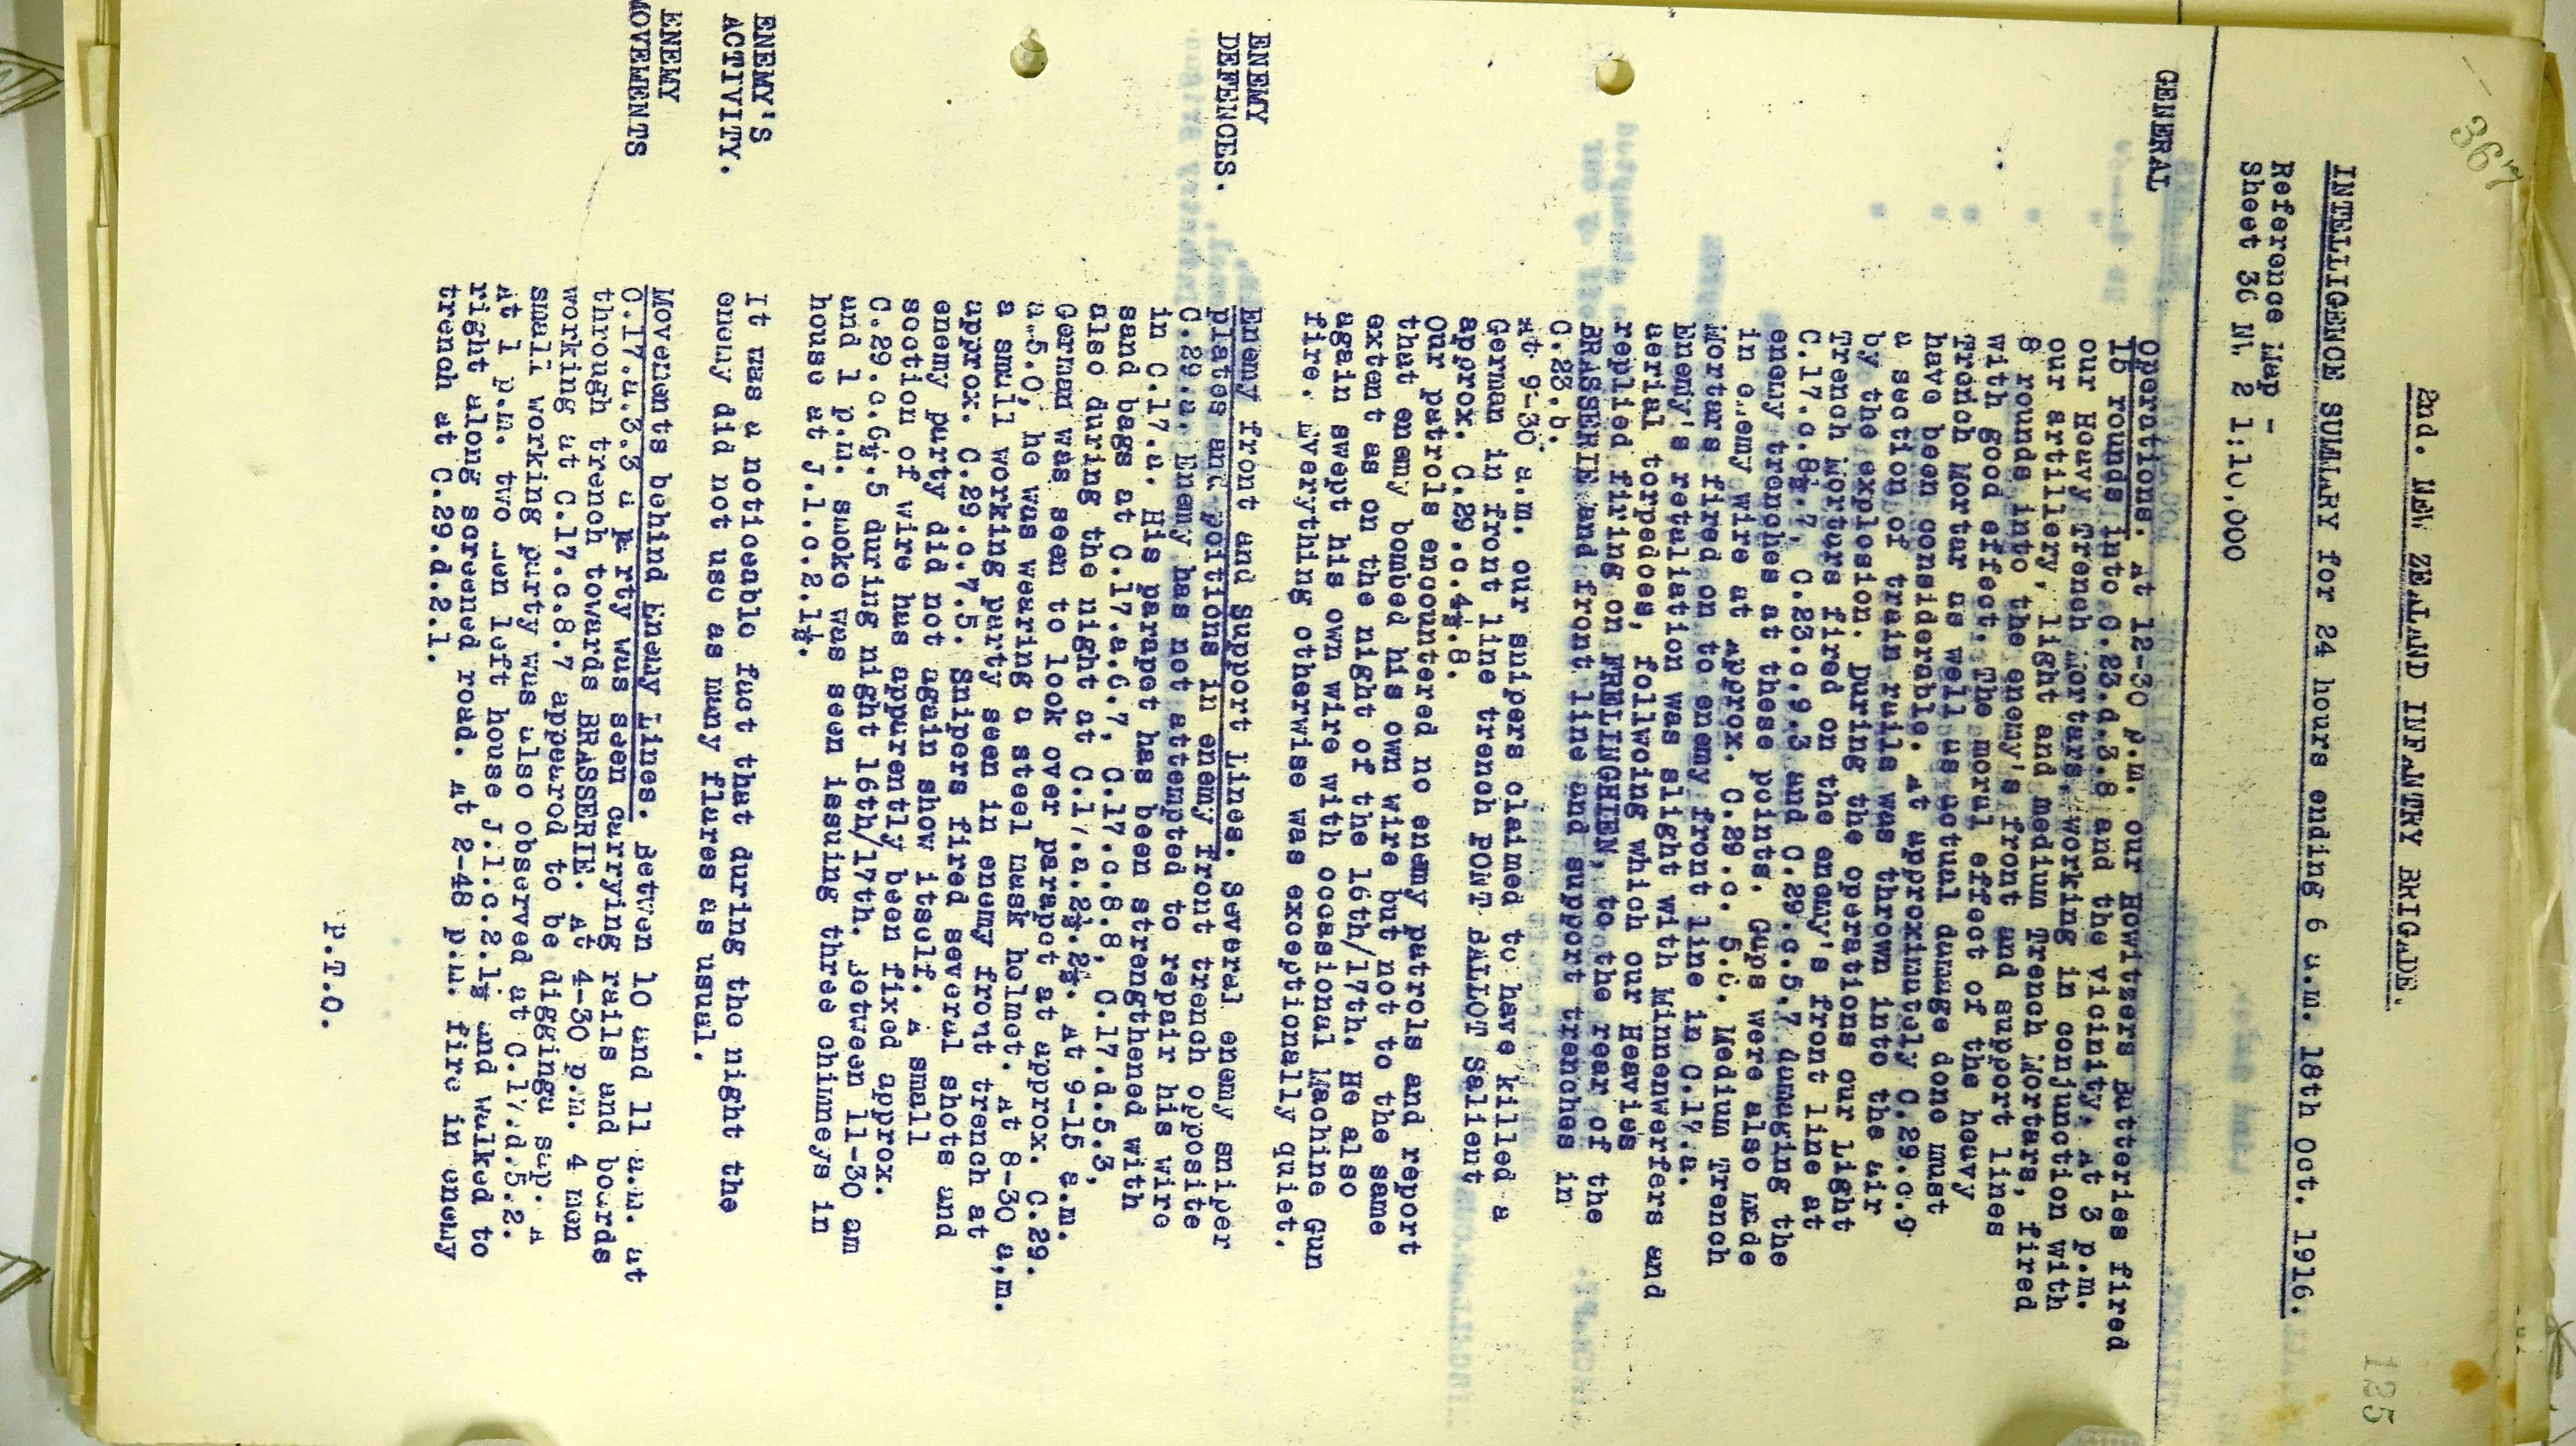 367
125
2nd. NEW ZEALAND INFANTRY BRIGADE.
INTELLIGENCE SUMMARY for 24 hours ending 6 a.m. 18th Oct. 1916.
Reference Map -
Sheet 36 N. 2 1:10,000
GENERAL
Operations. At 12-30 p.m. our Howitzers Batteries fired
15 rounds into C.23.d.3.8 and the vicinity. At 3 p.m.
our Heavy Trench Mortars, working in conjunction with
our artillery, light and medium Trench Mortars, fired
8 rounds into the enemy's front and support lines
with good effect. The moral effect of the heavy
Trench Mortar as well as actual damage done must
have been considerable. At approximately C.29.c.9
a section of train rails was thrown into the air
by the explosion. During the operations our Light
Trench Mortars fired on the enemy's front line at
C.17.c.8½.7, C.23.c.9.3 and C.29.c.5.7 damaging the
enemy trenches at these points. Gaps were also made
in enemy wire at approx. C.29.c. 5.6. Medium Trench
Mortars fired on to enemy front line in C.17.a.
Enemy's retaliation was slight with Minnenwerfers and
aerial torpedoes, follwoing which our Heavies
replied firing on FRELINGHIEN, to the rear of the
BRASSERIE and front line and support trenches in
C.23.b.
At 9-30 a.m. our snipers claimed to have killed a
German in front line trench PONT BALLOT Salient
approx. C.29.c.4½.8.
Our patrols encountered no enemy patrols and report
that enemy bombed his own wire but not to the same
extent as on the night of the 16th/17th. He also
again swept his own wire with occasional Machine Gun
fire. Everything otherwise was exceptionally quiet.
ENEMY
DEFENCES.
Enemy front and Support Lines. Several enemy sniper
plates and poitions in enemy front trench opposite
C.29.a. Enemy has not attempted to repair his wire
in C.17.a. His parapet has been strengthened with
sand bags at C.17.a.6.7, C.17.c.8.8, C.17.d.5.3,
also during the night at C.17.a.2½.2½. At 9-15 a.m.
German was seen to look over parapet at approx. C.29.
a.5.0, he was wearing a steel mask helmet. At 8-30 a,m.
a small working party seen in enemy front trench at
approx. C.29.c.7.5. Snipers fired several shots and
enemy party did not again show itself. A small
section of wire has apparently been fixed approx.
C.29.c.6½.5 during night 16th/17th. Between 11-30 am
and 1 p.m. smoke was seen issuing three chimneys in
house at J.1.c.2.1½.
ENEMY'S
ACTIVITY.
It was a noticeable fact that during the night the
enemy did not use as many flares as usual.
ENEMY
MOVEMENTS
Movements behind Enemy Lines. Betven 10 and 11 a.m. at
C.17.a.3.3 a p rty was seen carrying rails and boards
through trench towards BRASSERIE. At 4-30 p.m. 4 men
working at C.17.c.8.7 appeared to be diggingu sap. A
small working party was also observed at C.17.d.5.2.
At 1 p.m. two men left house J.1.c.2.1½ and walked to
right along screened road. At 2-48 p.m. fire in enemy
trench at C.29.d.2.1.
P.T.O.